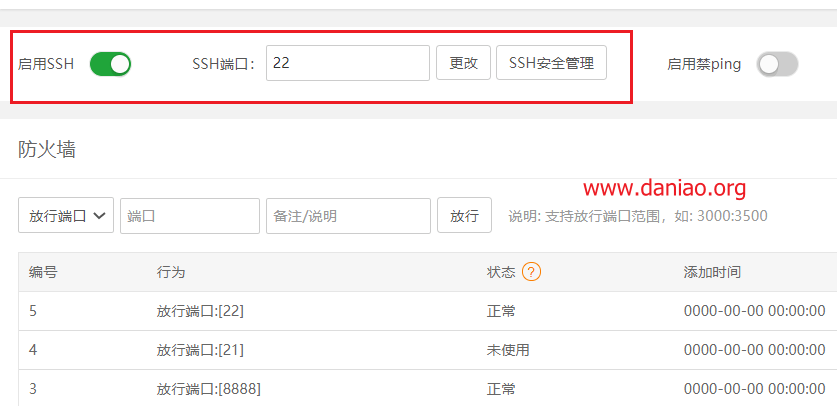 启用SSH SSH端口： 22 更改 SSH安全管理 启用禁ping
防火墙
www.daniao.org
放行端口 端口 备注/说明 放行 说明: 支持放行端口范围，如: 3000:3500
编号 行为 状态 ? 添加时间
5 放行端口:[22] 正常 0000-00-00 00:00:00
4 放行端口:[21] 未使用 0000-00-00 00:00:00
3 放行端口:[8888] 正常 0000-00-00 00:00:00